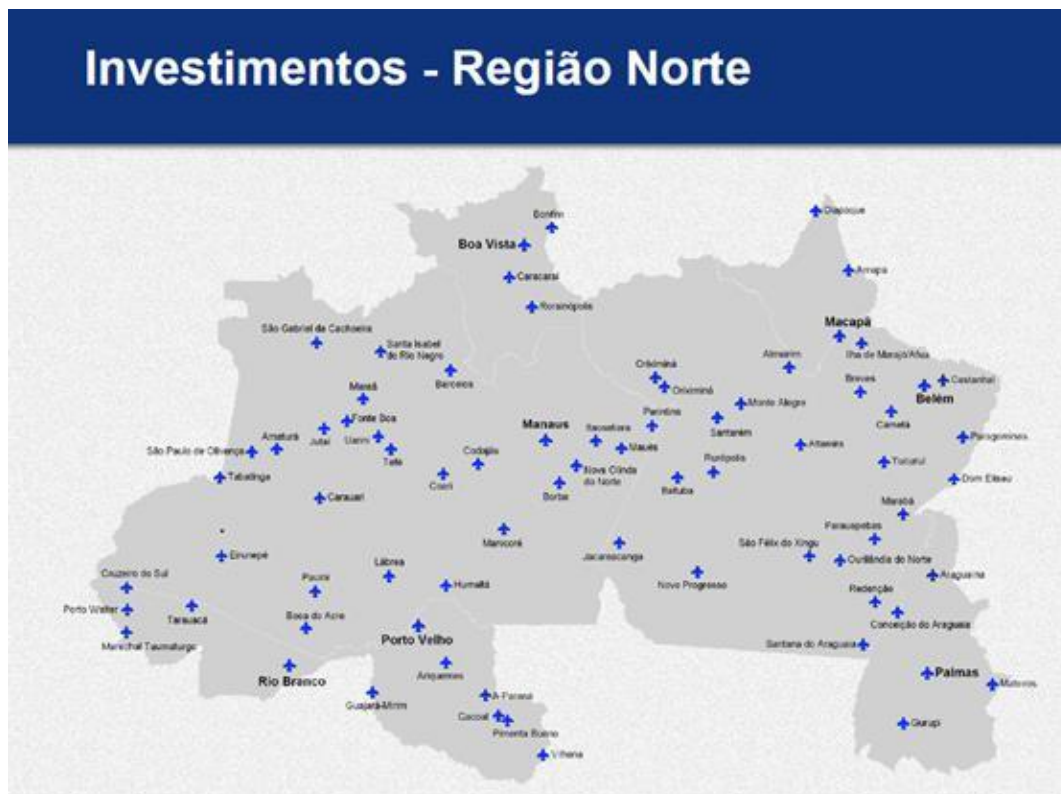 Investimentos - Região Norte
Bonfim
Oiapoque
Boa Vista
Caracaraí
Amapá
Rorainópolis
São Gabriel da Cachoeira
Macapá
Santa Isabel
do Rio Negro
Ilha de Marajó/Afuá
Almeirim
Barcelos
Oriximiná
Castanhal
Maraã
Oriximiná
Breves
Belém
Monte Alegre
Fonte Boa
Parintins
Cametá
Santarém
Jutaí
Manaus
Itacoatiara
Uarini
Paragominas
Amaturá
São Paulo de Olivença
Maués
Altamira
Tefé
Codajás
Tucuruí
Nova Olinda
do Norte
Rurópolis
Tabatinga
Coari
Itaituba
Dom Eliseu
Borba
Carauari
Marabá
Manicoré
Parauapebas
Jacareacanga
São Félix do Xingu
Eirunepé
Ourilândia do Norte
Lábrea
Novo Progresso
Araguaína
Cruzeiro do Sul
Pauini
Humaitá
Redenção
Porto Walter
Tarauacá
Boca do Acre
Conceição do Araguaia
Marechal Taumaturgo
Porto Velho
Santana do Araguaia
Rio Branco
Ariquemes
Palmas
Mateiros
Guajará-Mirim
Ji-Paraná
Cacoal
Pimenta Bueno
Gurupi
Vilhena